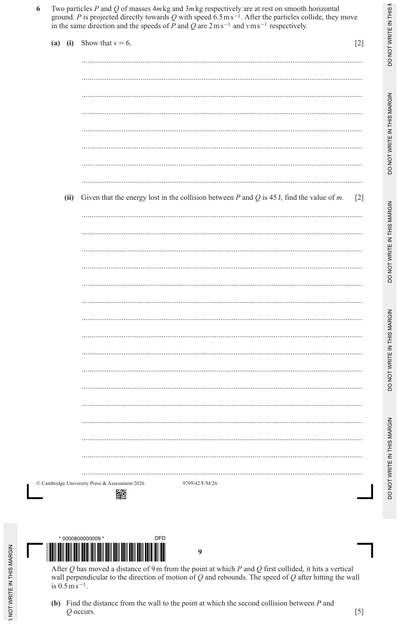 6 Two particles P and Q of masses 4m kg and 3m kg respectively are at rest on smooth horizontal
ground. P is projected directly towards Q with speed 6.5 m s⁻¹. After the particles collide, they move
in the same direction and the speeds of P and Q are 2 m s⁻¹ and v m s⁻¹ respectively.
(a) (i) Show that v = 6. [2]
(ii) Given that the energy lost in the collision between P and Q is 45 J, find the value of m. [2]
© Cambridge University Press & Assessment 2026 9709/42/F/M/26
DO NOT WRITE IN THIS MARGIN
DO NOT WRITE IN THIS MARGIN
DO NOT WRITE IN THIS MARGIN
DO NOT WRITE IN THIS MARGIN
DO NOT WRITE IN THIS MARGIN
DO NOT WRITE IN THIS MARGIN
* 0000800000009 * DFD
9
After Q has moved a distance of 9 m from the point at which P and Q first collided, it hits a vertical
wall perpendicular to the direction of motion of Q and rebounds. The speed of Q after hitting the wall
is 0.5 m s⁻¹.
(b) Find the distance from the wall to the point at which the second collision between P and
Q occurs. [5]